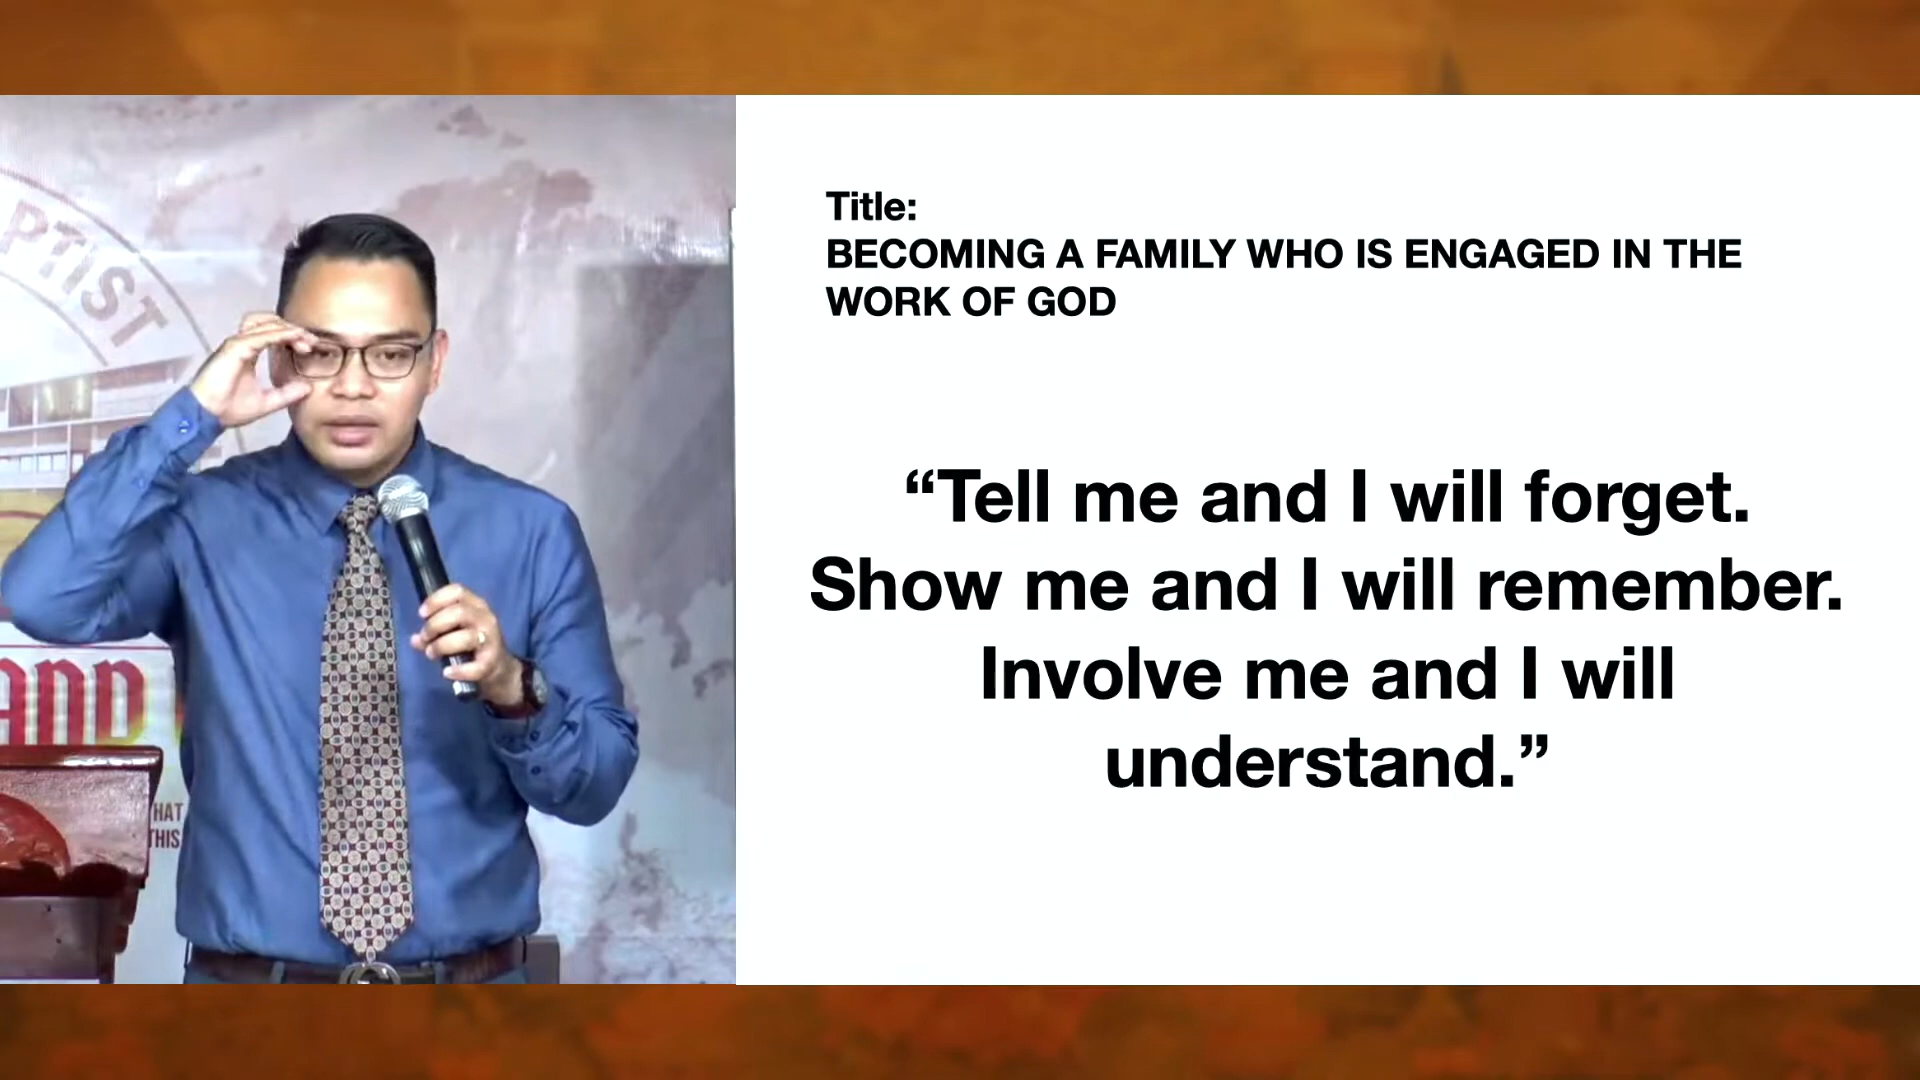 PTIST
AND
HAT
THIS
Title:
BECOMING A FAMILY WHO IS ENGAGED IN THE
WORK OF GOD
“Tell me and I will forget.
Show me and I will remember.
Involve me and I will
understand.”